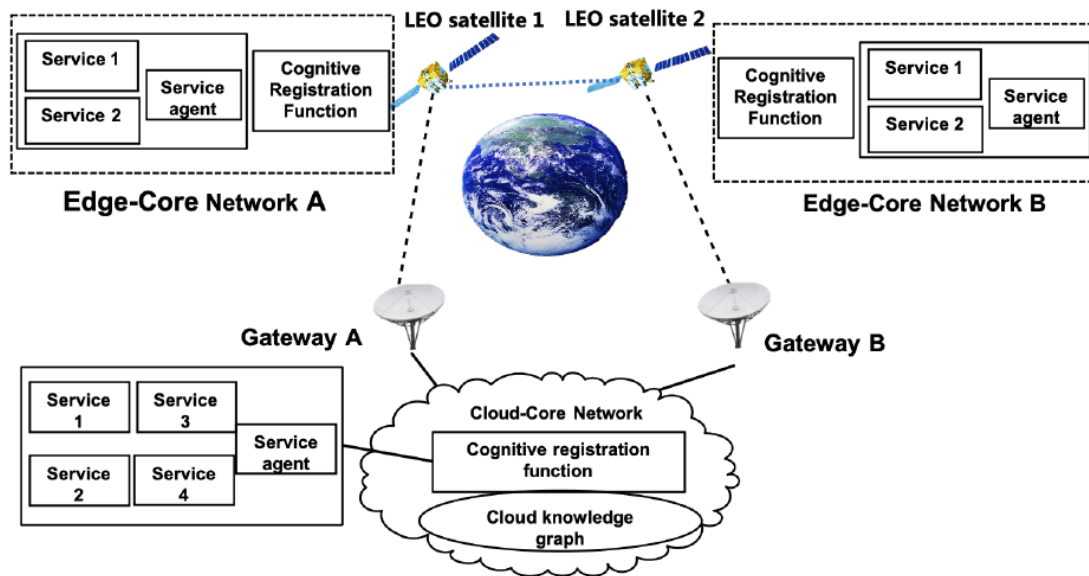 LEO satellite 1
LEO satellite 2
Service 1
Service 2
Service
agent
Cognitive
Registration
Function
Edge-Core Network A
Cognitive
Registration
Function
Service 1
Service 2
Service
agent
Edge-Core Network B
Gateway A
Gateway B
Service
1
Service
3
Service
2
Service
4
Service
agent
Cloud-Core Network
Cognitive registration
function
Cloud knowledge
graph